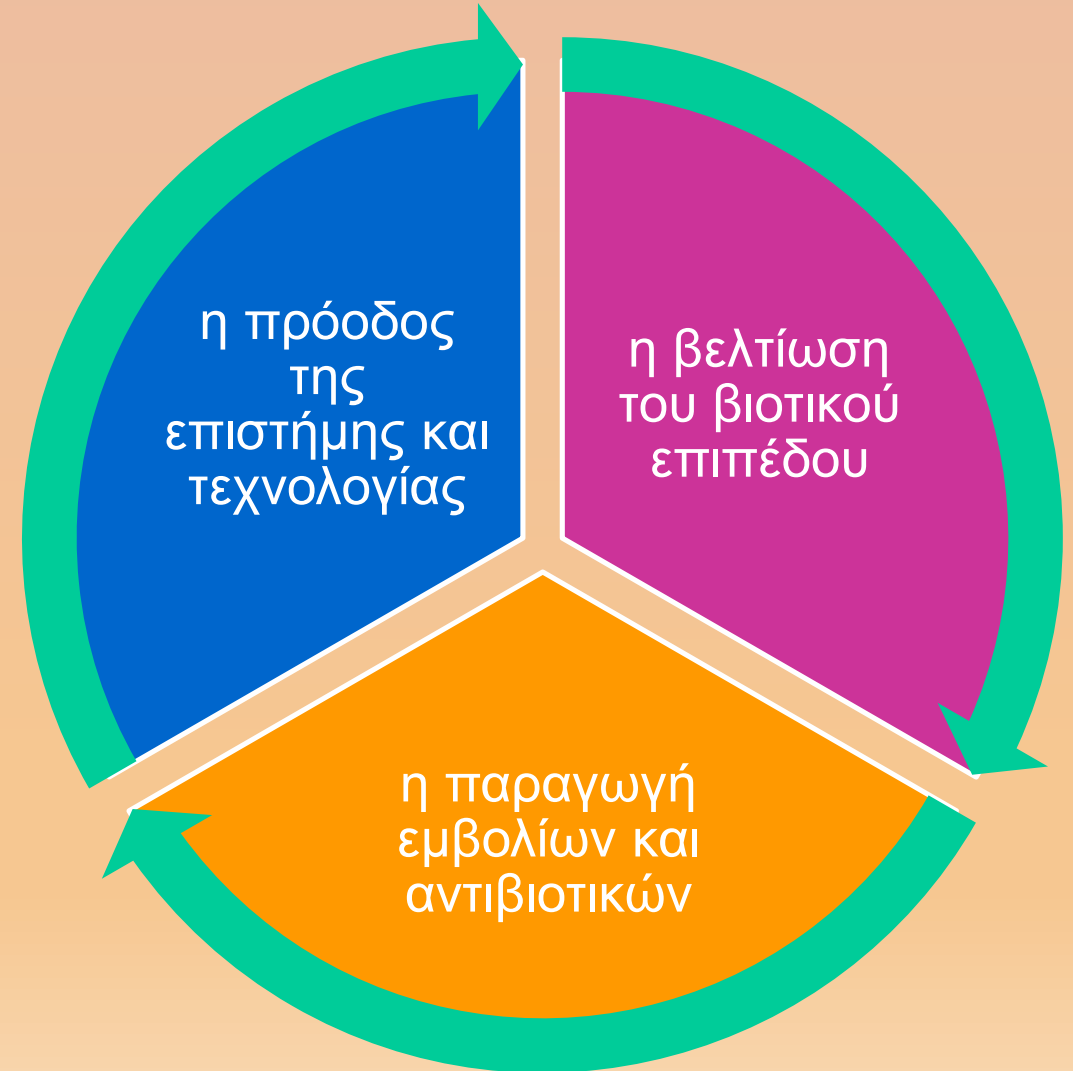 η πρόοδος
της
επιστήμης και
τεχνολογίας
η βελτίωση
του βιοτικού
επιπέδου
η παραγωγή
εμβολίων και
αντιβιοτικών